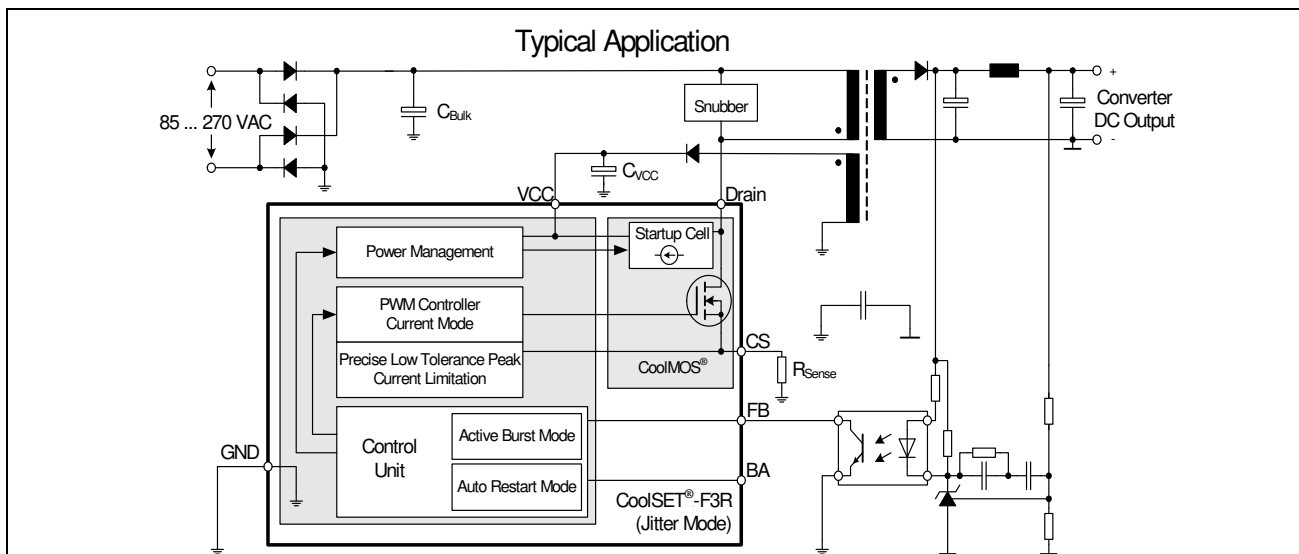 Typical Application
+
Snubber
Converter
DC Output
85 ... 270 VAC
CBulk
-
CVCC
VCC
Drain
Startup Cell
Power Management
PWM Controller
Current Mode
CS
Precise Low Tolerance Peak
Current Limitation
CoolMOS®
RSense
FB
Active Burst Mode
Control
Unit
GND
BA
Auto Restart Mode
CoolSET®-F3R
(Jitter Mode)